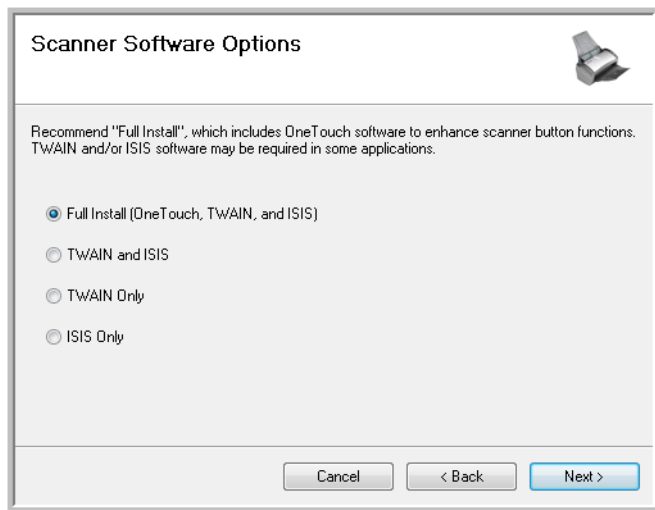 Scanner Software Options
Recommend "Full Install", which includes OneTouch software to enhance scanner button functions.
TWAIN and/or ISIS software may be required in some applications.
Full Install (OneTouch, TWAIN, and ISIS)
TWAIN and ISIS
TWAIN Only
ISIS Only
Cancel < Back Next >